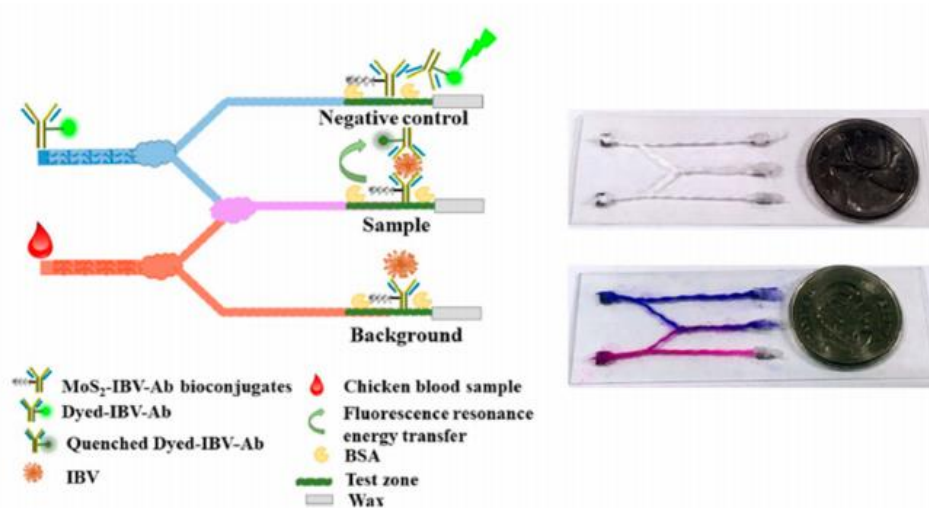 Negative control
Sample
Background
MoS₂-IBV-Ab bioconjugates
Dyed-IBV-Ab
Quenched Dyed-IBV-Ab
IBV
Chicken blood sample
Fluorescence resonance
energy transfer
BSA
Test zone
Wax